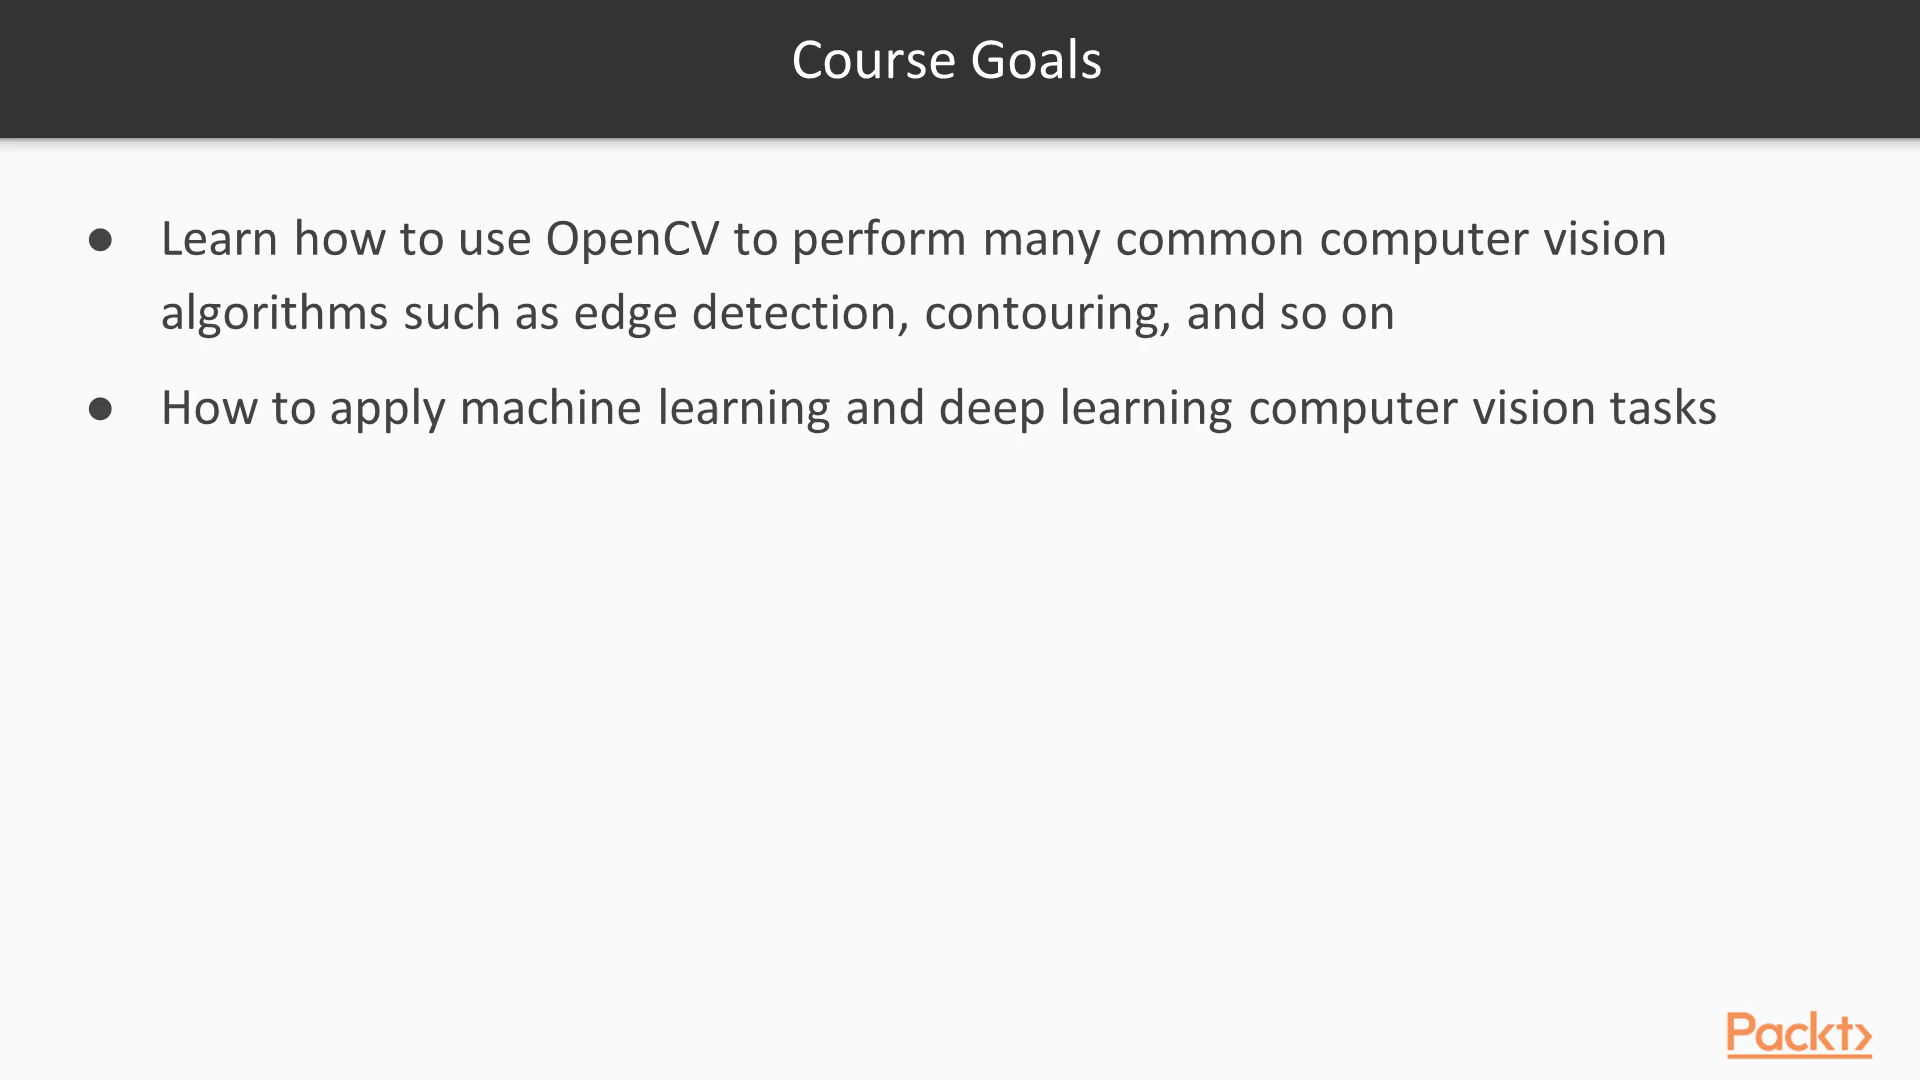 Course Goals
● Learn how to use OpenCV to perform many common computer vision
algorithms such as edge detection, contouring, and so on
● How to apply machine learning and deep learning computer vision tasks
Packt>